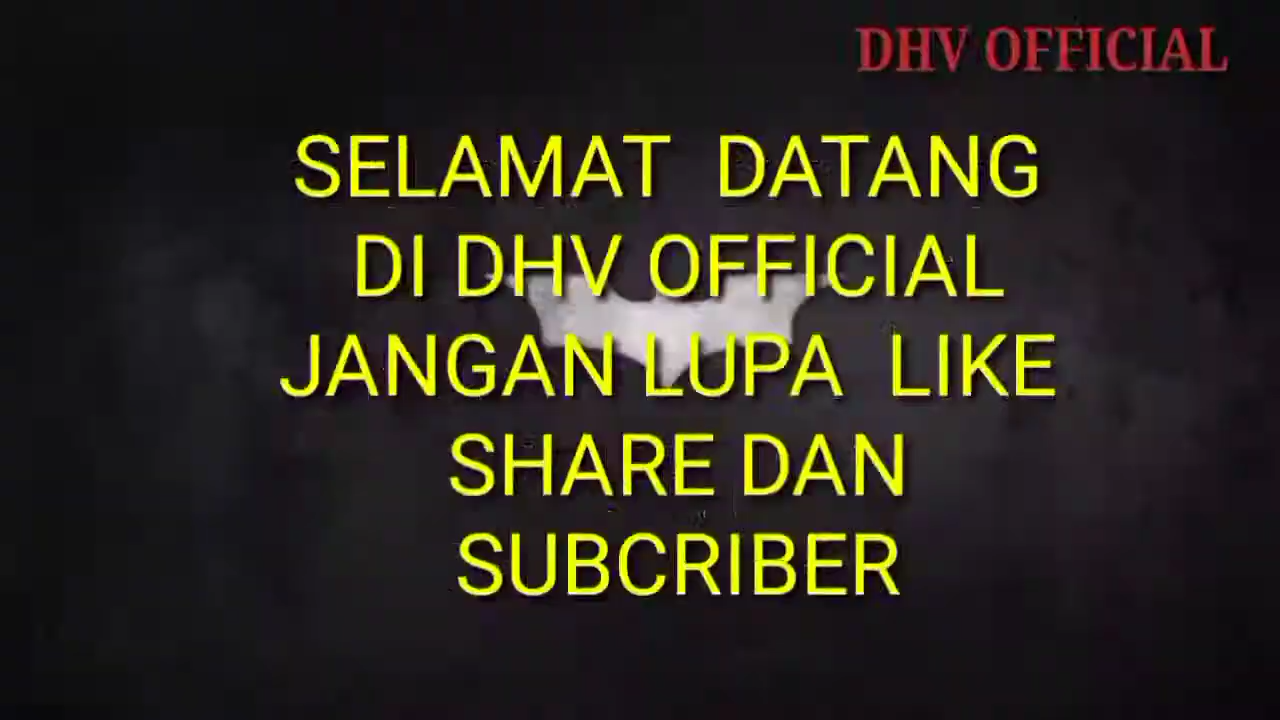 DHV OFFICIAL
SELAMAT DATANG
DI DHV OFFICIAL
JANGAN LUPA LIKE
SHARE DAN
SUBCRIBER